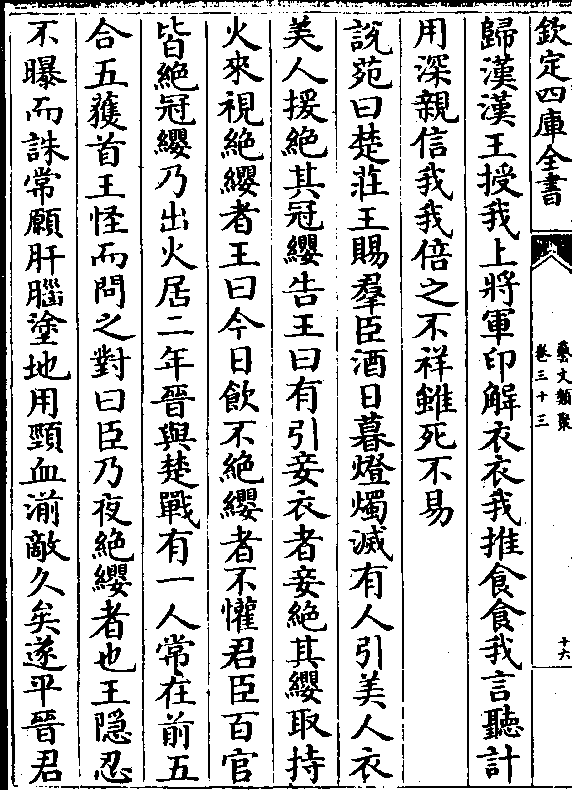 欽定四庫全書
藝文類聚
卷三十三
十六
歸漢漢王授我上將軍印解衣衣我推食食我言聽計
用深親信我我倍之不祥雖死不易
說苑曰楚莊王賜羣臣酒日暮燈燭滅有人引美人衣
美人援絶其冠纓告王曰有引妾衣者妾絶其纓取持
火來視絶纓者王曰今日飲不絶纓者不懽君臣百官
皆絶冠纓乃出火居二年晉與楚戰有一人常在前五
合五獲首王怪而問之對曰臣乃夜絶纓者也王隠忍
不曝而誅常願肝腦塗地用頸血湔敵久矣遂平晉君